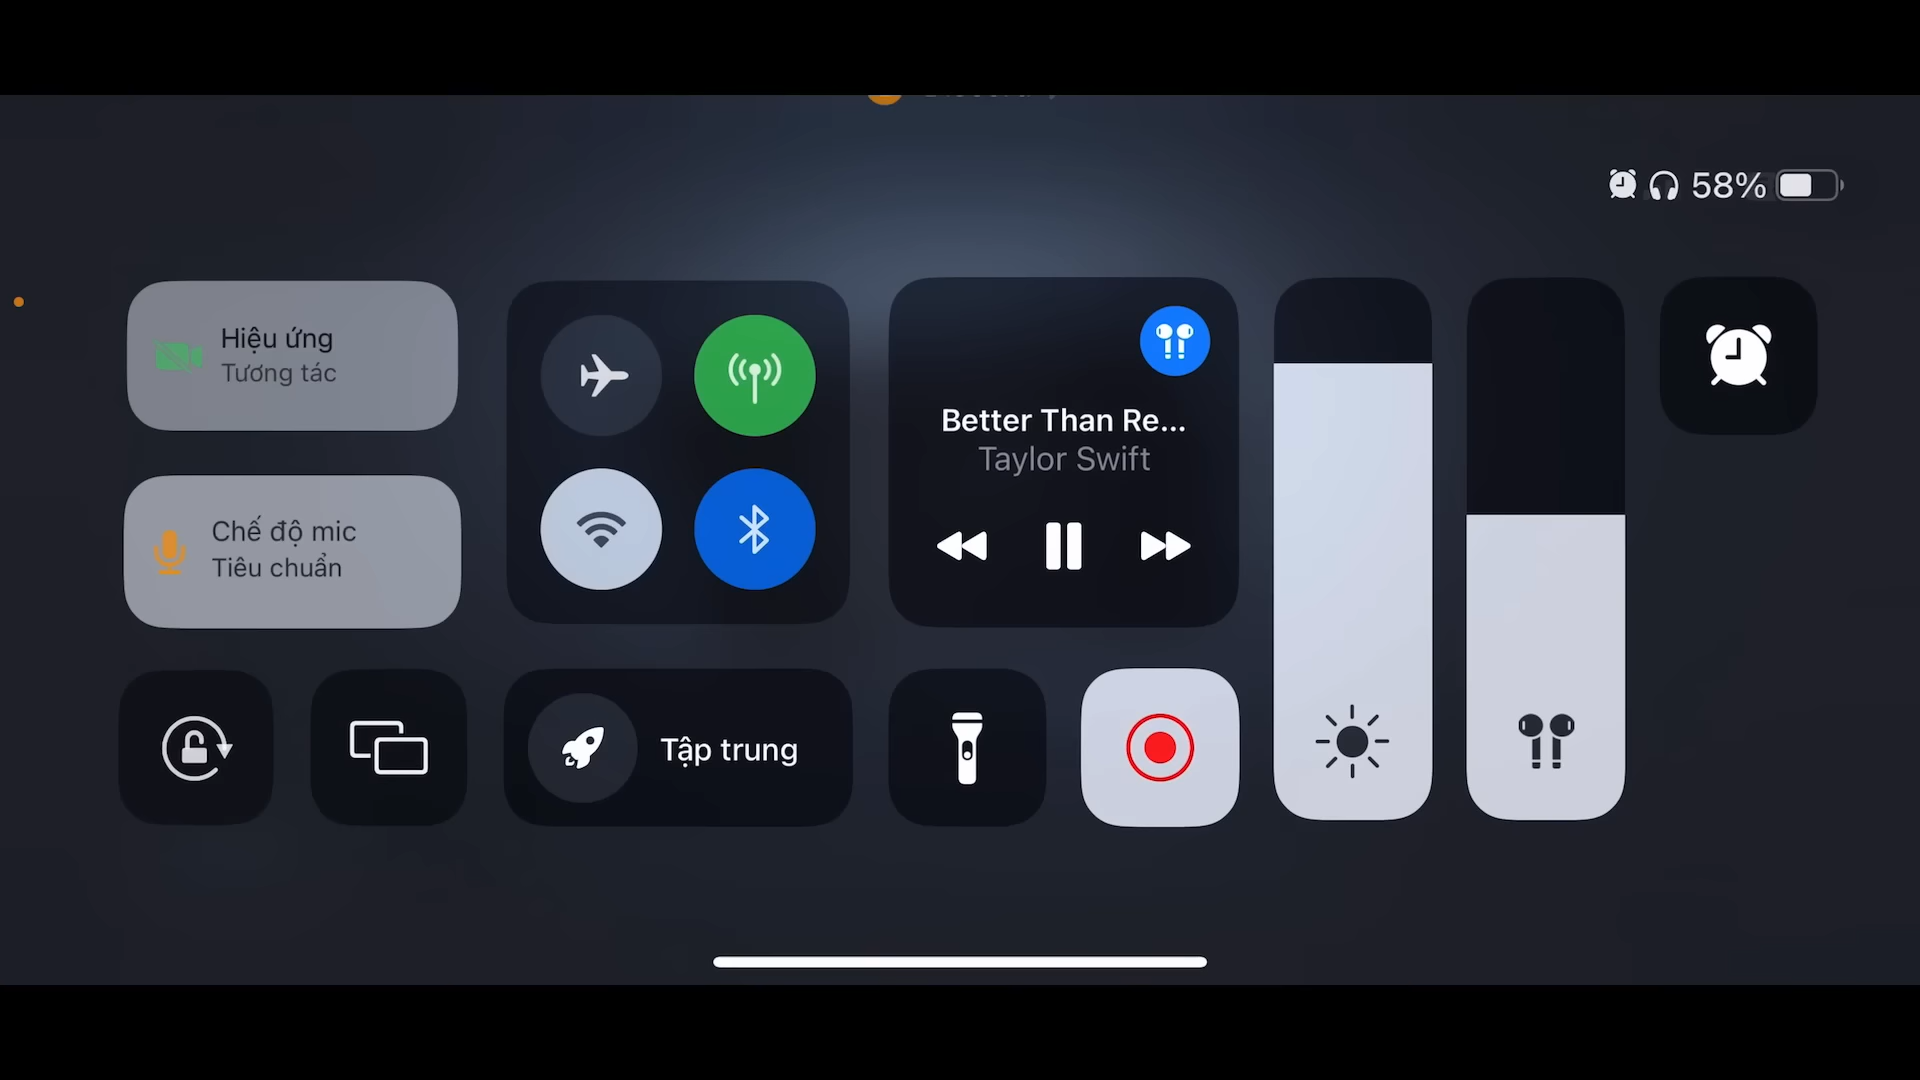 58%
Hiệu ứng
Tương tác
Chế độ mic
Tiêu chuẩn
Better Than Re...
Taylor Swift
Tập trung